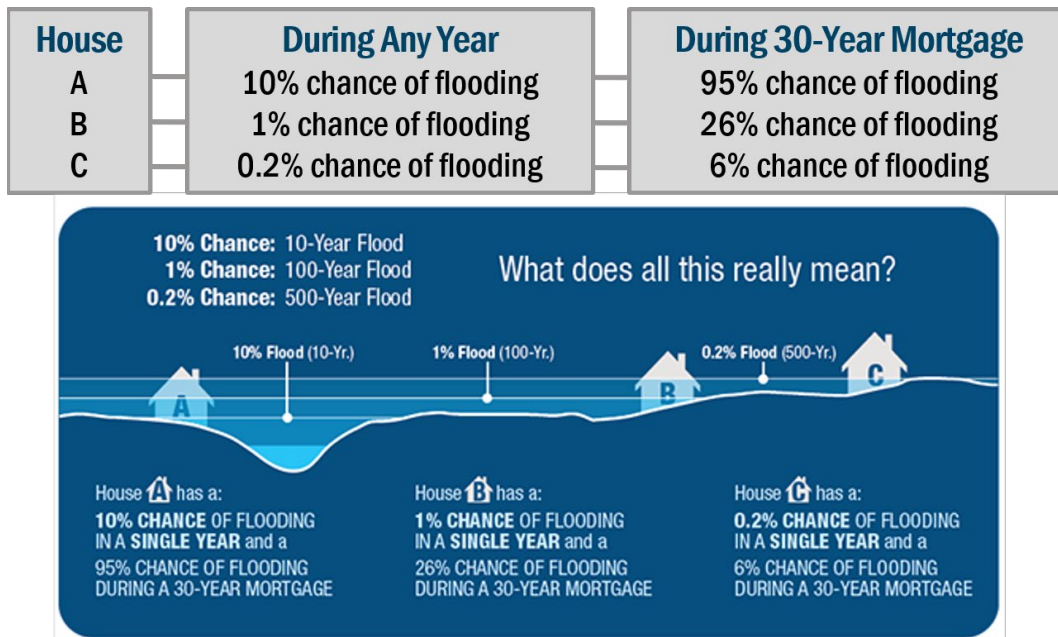 House
A
B
C
During Any Year
10% chance of flooding
1% chance of flooding
0.2% chance of flooding
During 30-Year Mortgage
95% chance of flooding
26% chance of flooding
6% chance of flooding
10% Chance: 10-Year Flood
1% Chance: 100-Year Flood
0.2% Chance: 500-Year Flood
What does all this really mean?
10% Flood (10-Yr.)
1% Flood (100-Yr.)
0.2% Flood (500-Yr.)
A
B
C
House A has a:
10% CHANCE OF FLOODING
IN A SINGLE YEAR and a
95% CHANCE OF FLOODING
DURING A 30-YEAR MORTGAGE
House B has a:
1% CHANCE OF FLOODING
IN A SINGLE YEAR and a
26% CHANCE OF FLOODING
DURING A 30-YEAR MORTGAGE
House C has a:
0.2% CHANCE OF FLOODING
IN A SINGLE YEAR and a
6% CHANCE OF FLOODING
DURING A 30-YEAR MORTGAGE